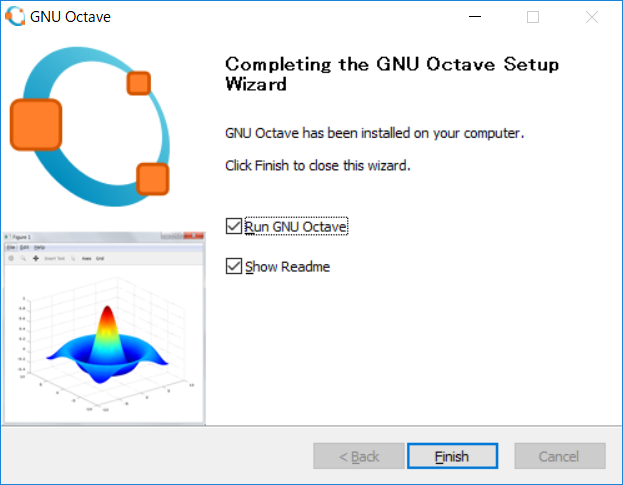 GNU Octave
Completing the GNU Octave Setup
Wizard
GNU Octave has been installed on your computer.
Click Finish to close this wizard.
Run GNU Octave
Show Readme
Figure 1
File Edit Help
Insert Text Axes Grid
< Back
Finish
Cancel